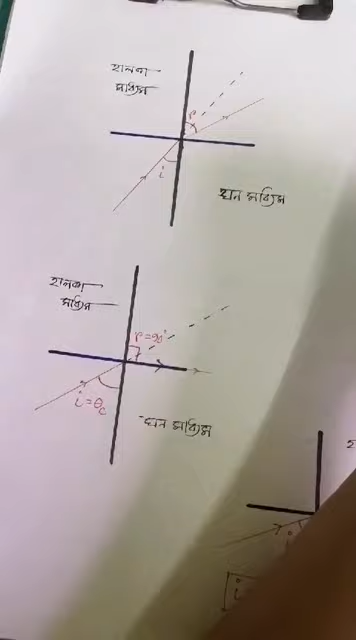 হালকা
মাধ্যম
r
i
ঘন মাধ্যম
হালকা
মাধ্যম
r=90°
i=θc
ঘন মাধ্যম
i
i